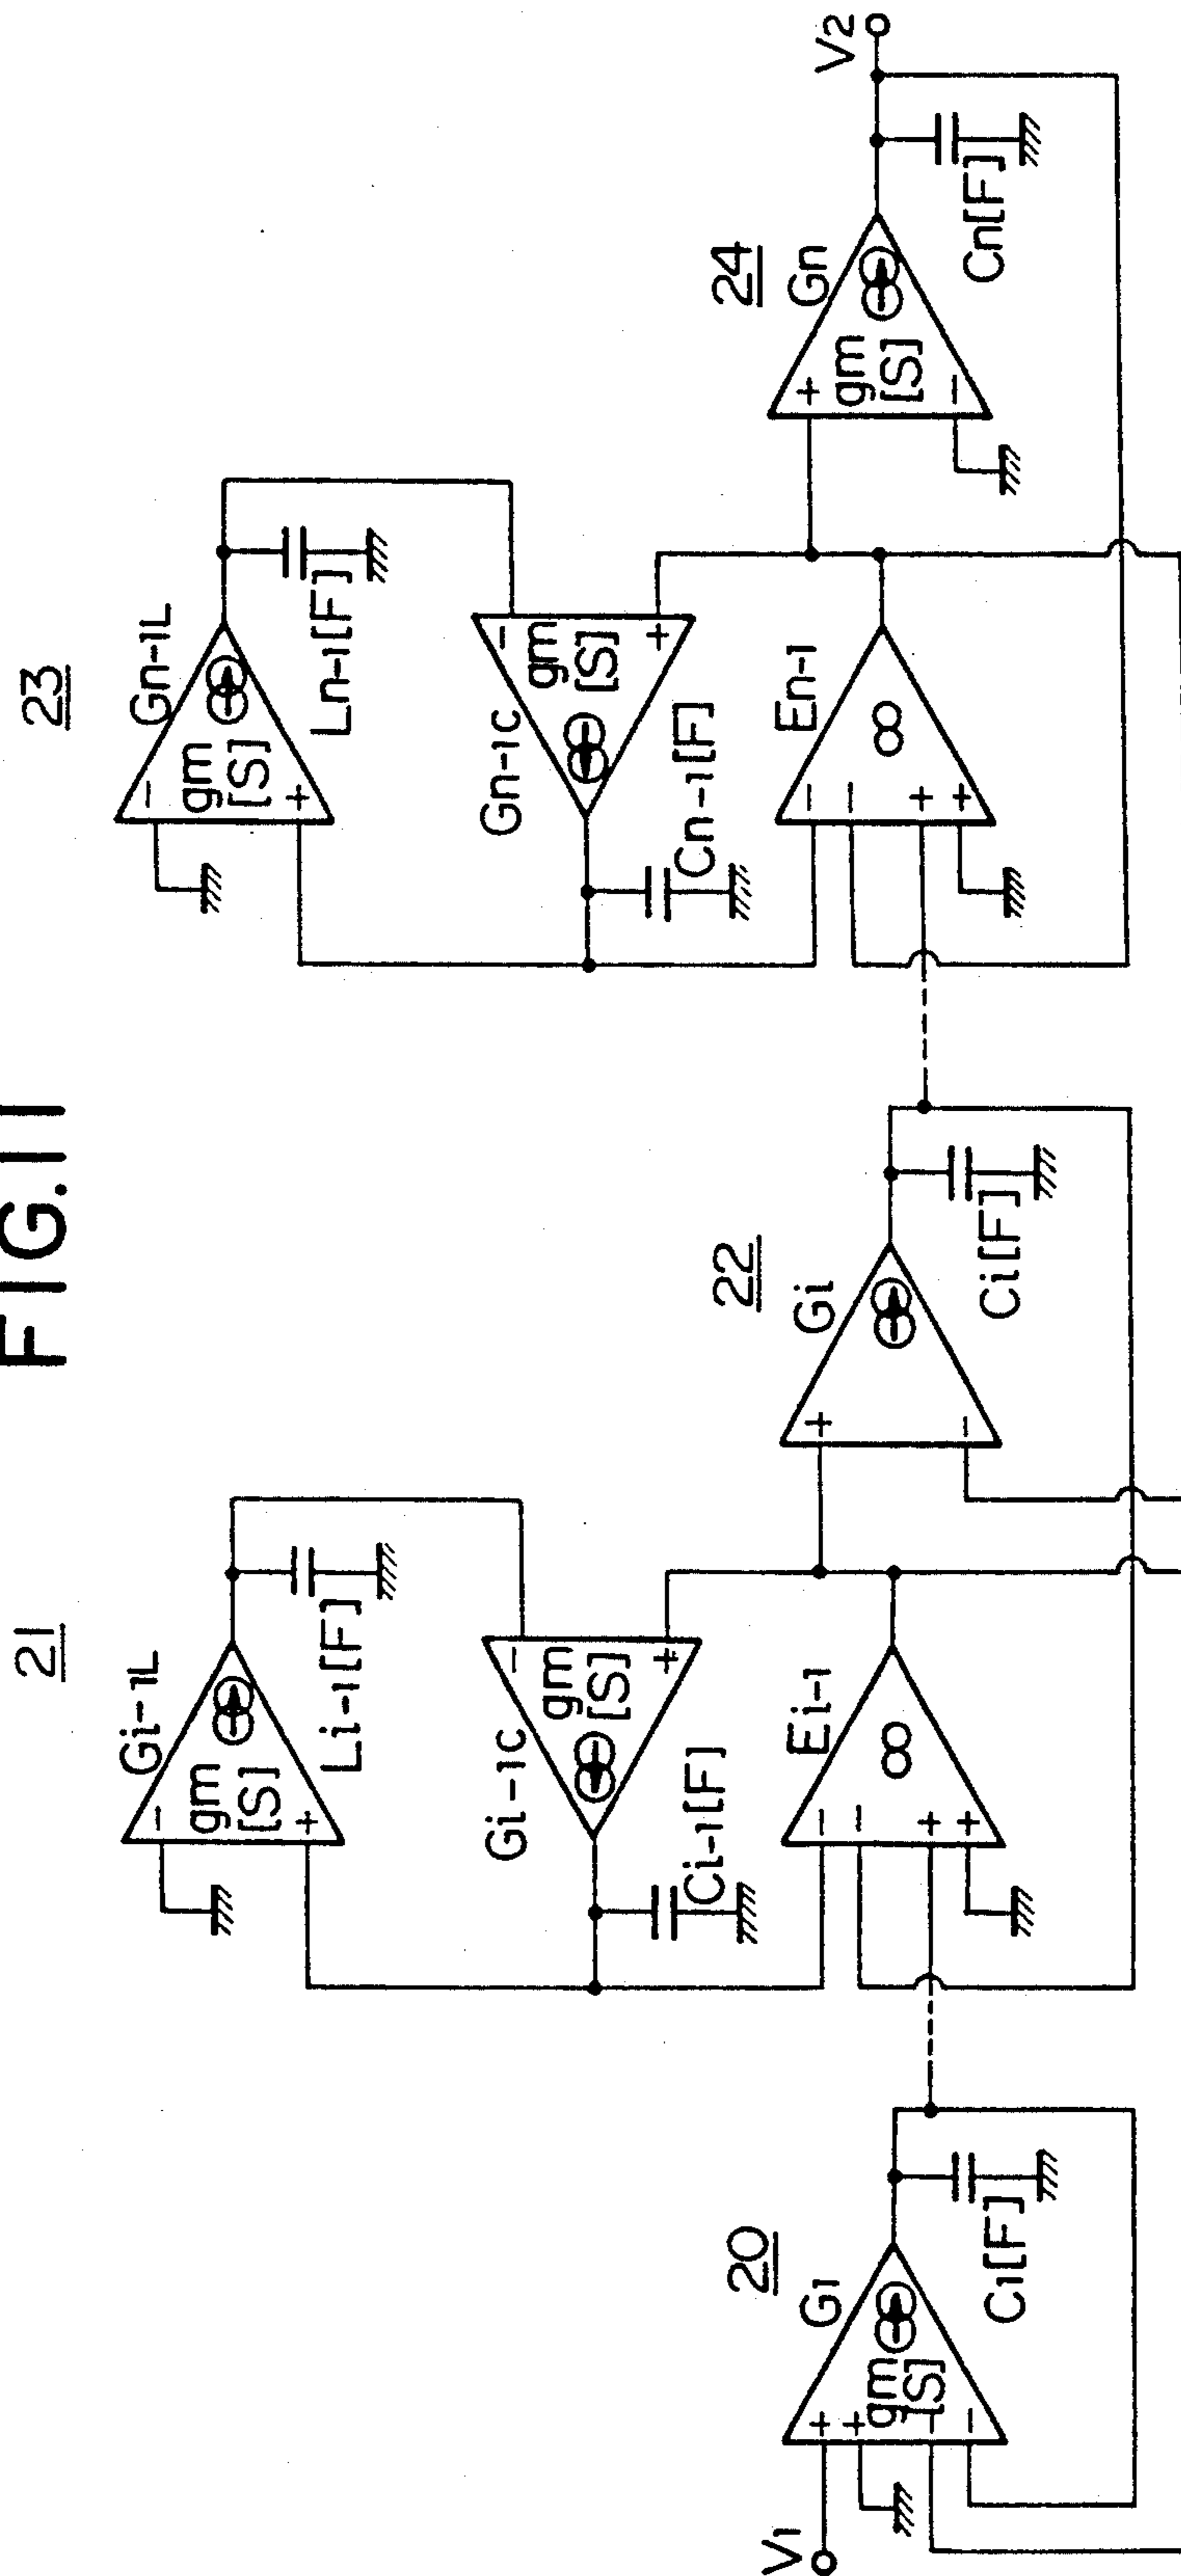 FIG.11
20
G1
gm
[S]
+
+
-
-
V1
C1[F]
21
Gi-1L
gm
[S]
-
+
Li-1[F]
Gi-1C
gm
[S]
-
+
Ci-1[F]
Ei-1
∞
-
-
+
+
22
Gi
+
-
Ci[F]
23
Gn-1L
gm
[S]
-
+
Ln-1[F]
Gn-1C
gm
[S]
-
+
Cn-1[F]
En-1
∞
-
-
+
+
24
Gn
gm
[S]
+
-
Cn[F]
V2